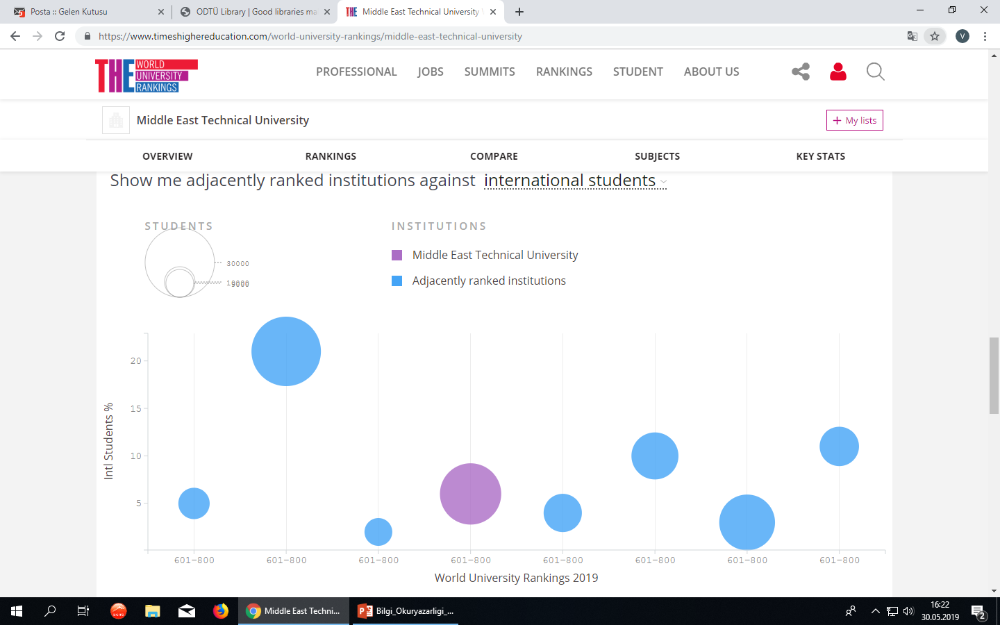 Posta :: Gelen Kutusu
ODTÜ Library | Good libraries ma
Middle East Technical University
https://www.timeshighereducation.com/world-university-rankings/middle-east-technical-university
V
THE WORLD UNIVERSITY RANKINGS
PROFESSIONAL JOBS SUMMITS RANKINGS STUDENT ABOUT US
Middle East Technical University
+ My lists
OVERVIEW RANKINGS COMPARE SUBJECTS KEY STATS
Show me adjacently ranked institutions against international students
STUDENTS
30000
INSTITUTIONS
Middle East Technical University
Adjacently ranked institutions
Intl Students %
20
15
10
5
601–800 601–800 601–800 601–800 601–800 601–800 601–800 601–800
World University Rankings 2019
Middle East Techni...
Bilgi_Okuryazarligi_...
16:22
30.05.2019
2